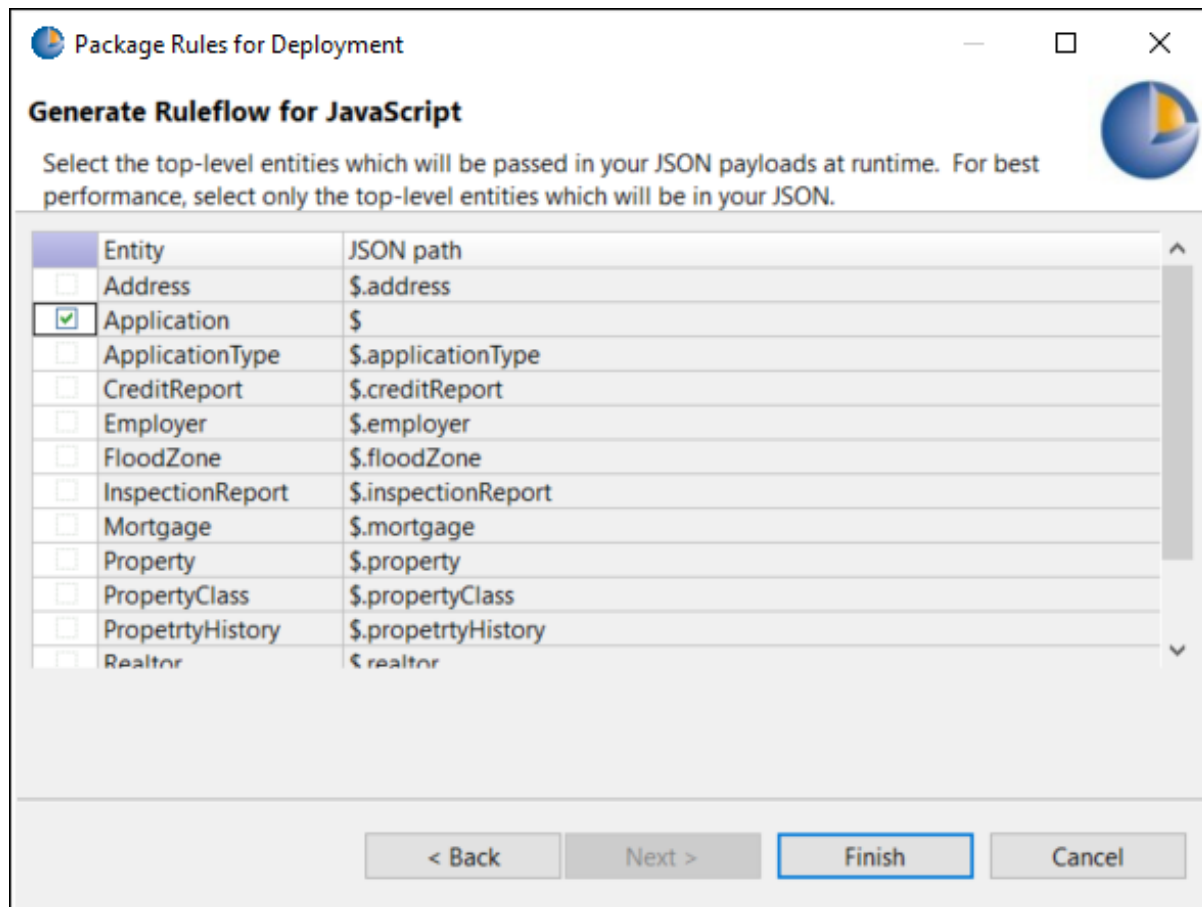 Package Rules for Deployment
Generate Ruleflow for JavaScript
Select the top-level entities which will be passed in your JSON payloads at runtime.  For best
performance, select only the top-level entities which will be in your JSON.
Entity JSON path
Address $.address
Application $
ApplicationType $.applicationType
CreditReport $.creditReport
Employer $.employer
FloodZone $.floodZone
InspectionReport $.inspectionReport
Mortgage $.mortgage
Property $.property
PropertyClass $.propertyClass
PropetrtyHistory $.propetrtyHistory
Realtor $.realtor
< Back Next > Finish Cancel